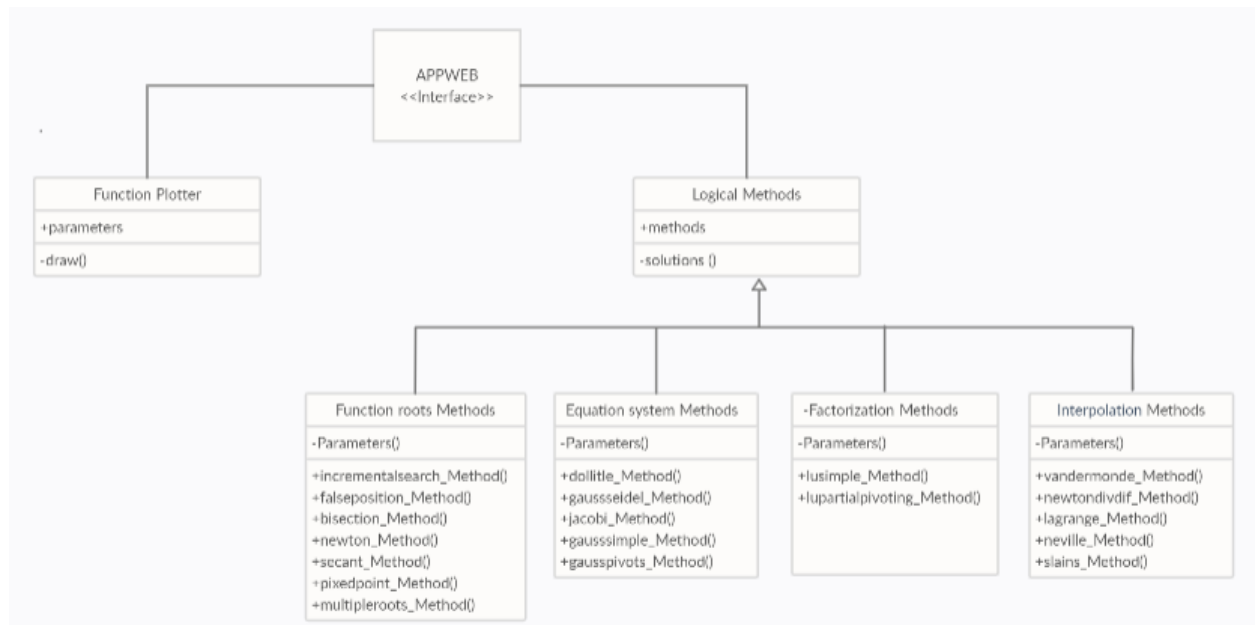 APPWEB
<<Interface>>
Function Plotter
+parameters
-draw()
Logical Methods
+methods
-solutions ()
Function roots Methods
-Parameters()
+incrementalsearch_Method()
+falseposition_Method()
+bisection_Method()
+newton_Method()
+secant_Method()
+pixedpoint_Method()
+multipleroots_Method()
Equation system Methods
-Parameters()
+dollitle_Method()
+gaussseidel_Method()
+jacobi_Method()
+gausssimple_Method()
+gausspivots_Method()
-Factorization Methods
-Parameters()
+lusimple_Method()
+lupartialpivoting_Method()
Interpolation Methods
-Parameters()
+vandermonde_Method()
+newtondivdif_Method()
+lagrange_Method()
+neville_Method()
+slains_Method()